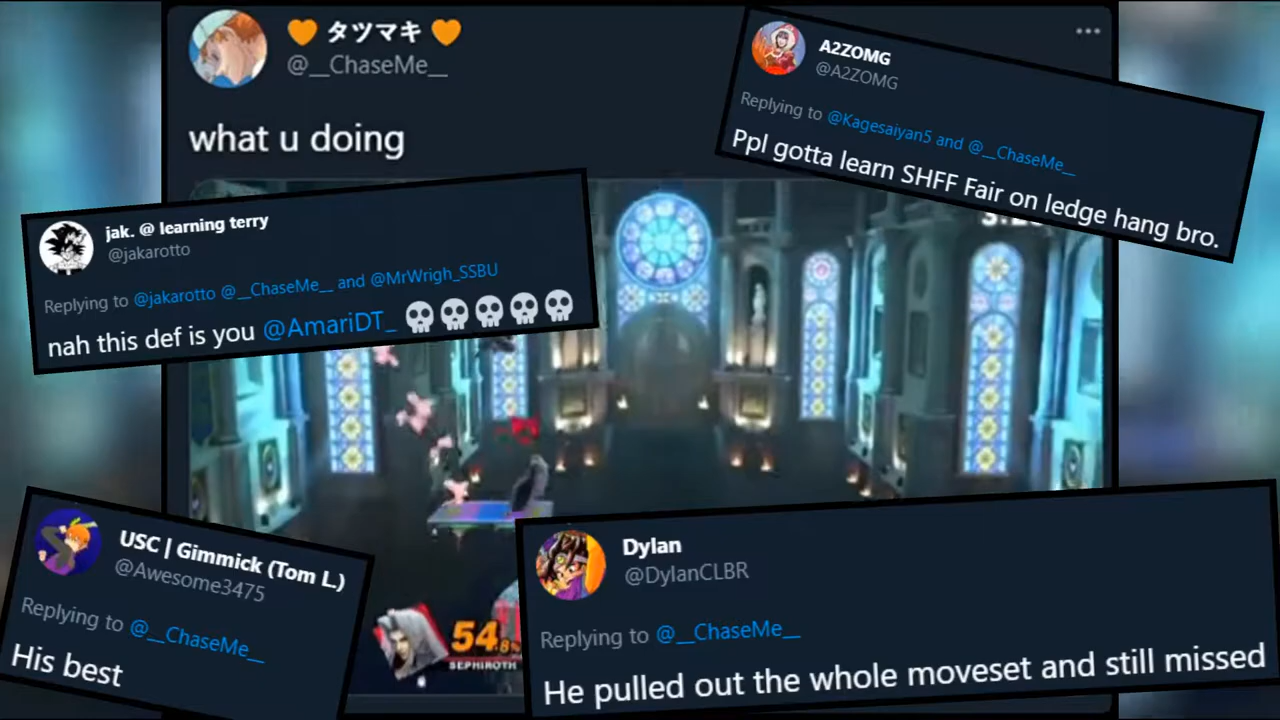 🧡 タツマキ 🧡
@__ChaseMe__
what u doing
A2ZOMG
@A2ZOMG
Replying to @Kagesaiyan5 and @__ChaseMe__
Ppl gotta learn SHFF Fair on ledge hang bro.
jak. @ learning terry
@jakarotto
Replying to @jakarotto @__ChaseMe__ and @MrWrigh_SSBU
nah this def is you @AmariDT_ 💀💀💀💀💀
USC | Gimmick (Tom L.)
@Awesome3475
Replying to @__ChaseMe__
His best
54.8%
SEPHIROTH
Dylan
@DylanCLBR
Replying to @__ChaseMe__
He pulled out the whole moveset and still missed